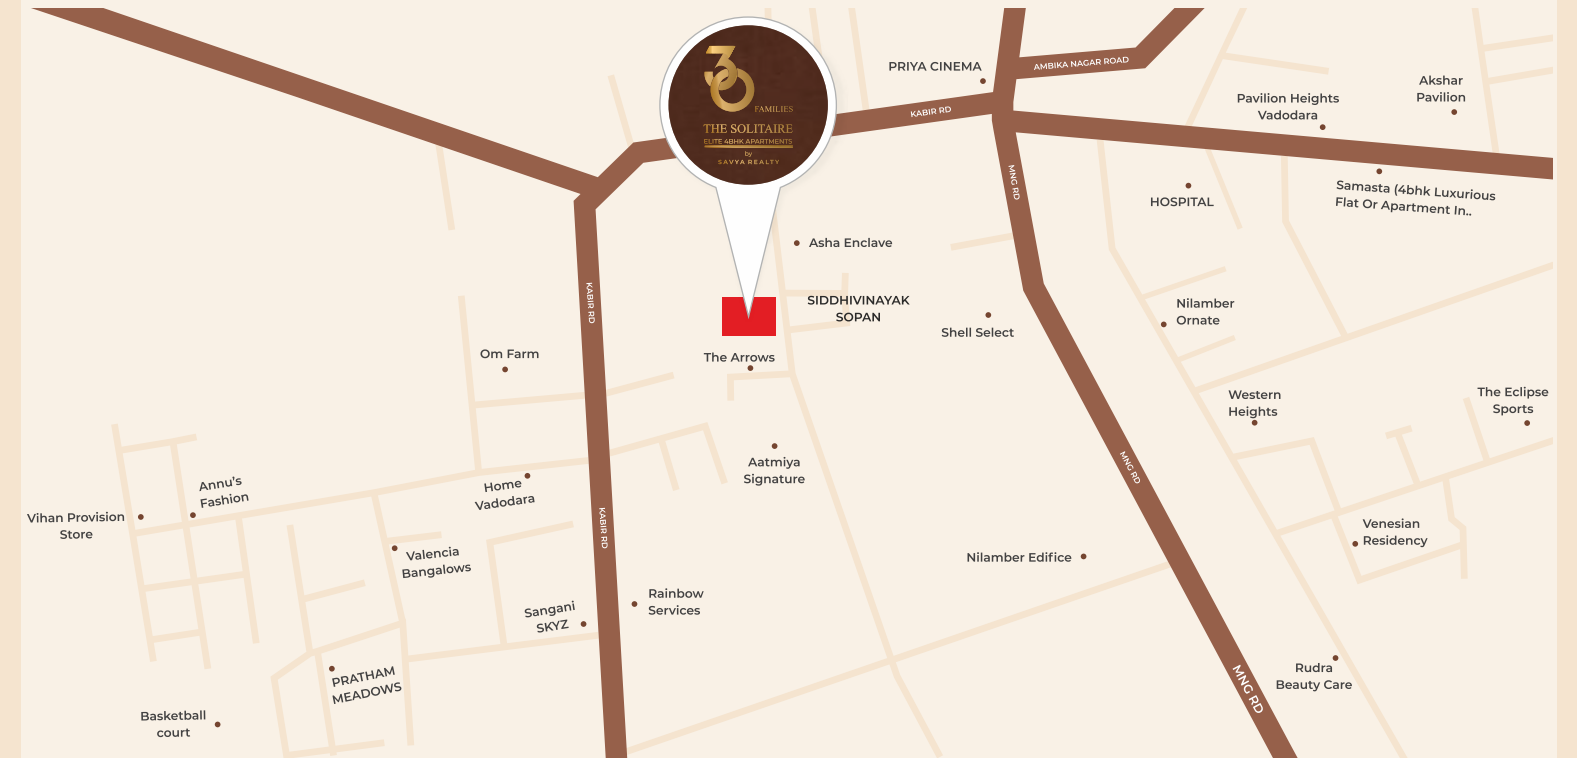 PRIYA CINEMA
AMBIKA NAGAR ROAD
KABIR RD
Akshar
Pavilion
Pavilion Heights
Vadodara
30
FAMILIES
THE SOLITAIRE
ELITE 4BHK APARTMENTS
by
SAVYA REALTY
MNG RD
HOSPITAL
Samasta (4bhk Luxurious
Flat Or Apartment In..
Asha Enclave
KABIR RD
SIDDHIVINAYAK
SOPAN
Shell Select
Nilamber
Ornate
Om Farm
The Arrows
Western
Heights
The Eclipse
Sports
Aatmiya
Signature
MNG RD
Annu's
Fashion
Home
Vadodara
Vihan Provision
Store
KABIR RD
Venesian
Residency
Valencia
Bangalows
Nilamber Edifice
Sangani
SKYZ
Rainbow
Services
PRATHAM
MEADOWS
MNG RD
Rudra
Beauty Care
Basketball
court